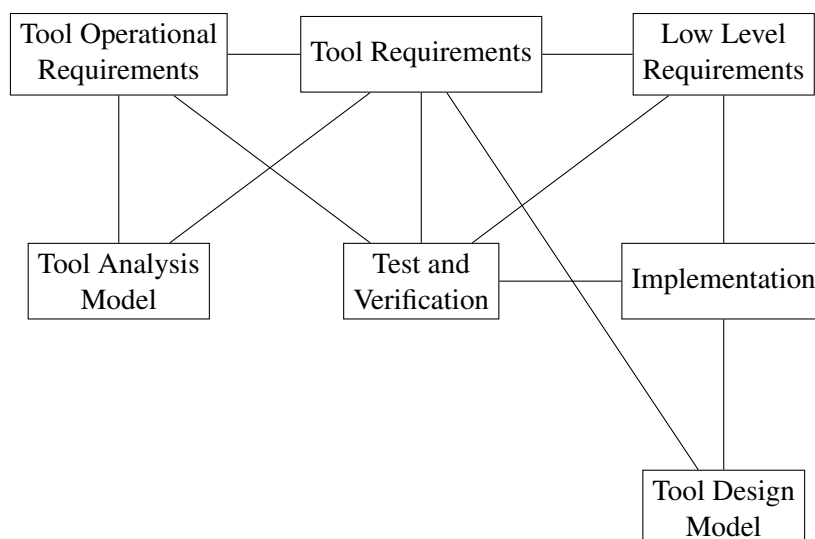 Tool Operational
Requirements
Tool Requirements
Low Level
Requirements
Tool Analysis
Model
Test and
Verification
Implementation
Tool Design
Model